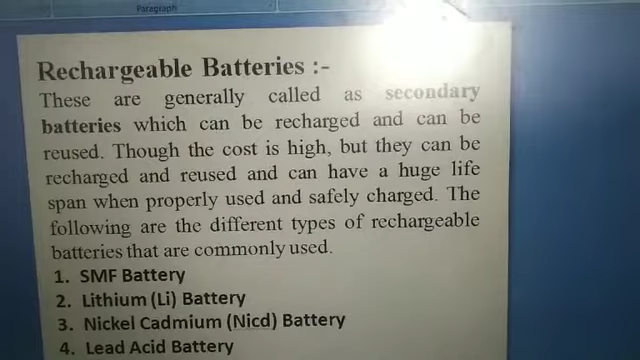 Paragraph
Rechargeable Batteries :-
These are generally called as secondary
batteries which can be recharged and can be
reused. Though the cost is high, but they can be
recharged and reused and can have a huge life
span when properly used and safely charged. The
following are the different types of rechargeable
batteries that are commonly used.
1. SMF Battery
2. Lithium (Li) Battery
3. Nickel Cadmium (Nicd) Battery
4. Lead Acid Battery